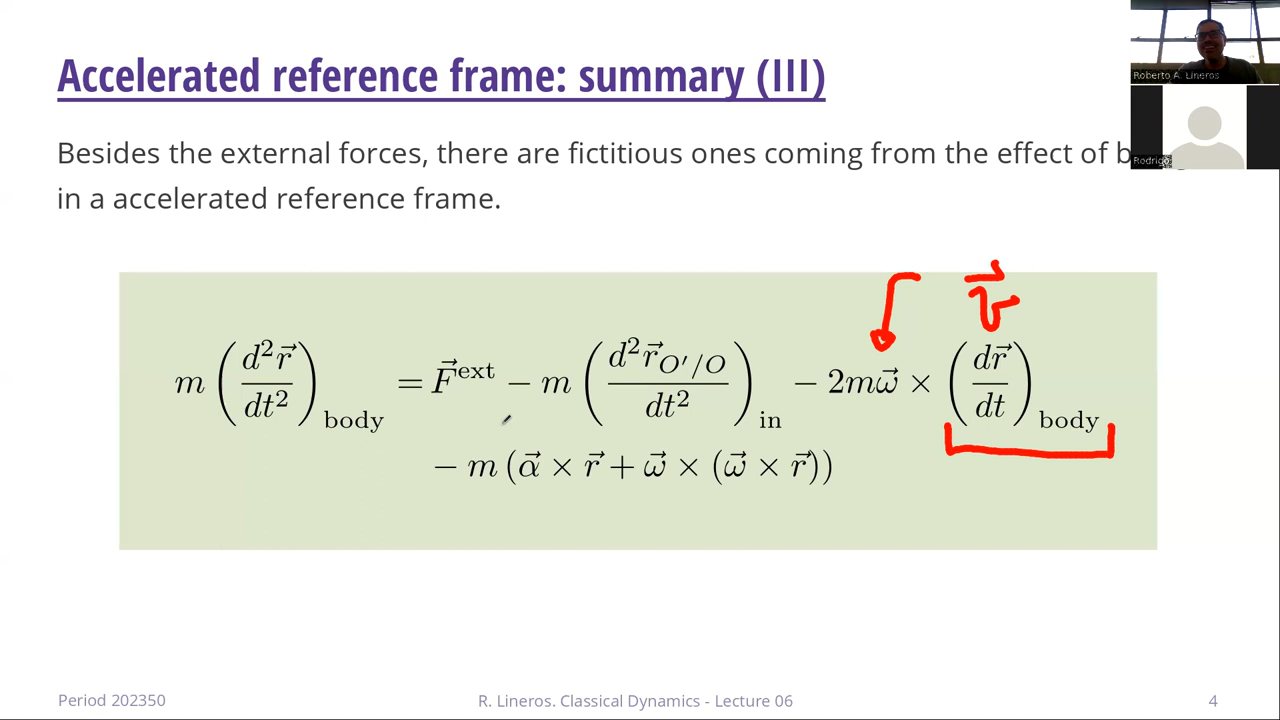 Accelerated reference frame: summary (III)
Roberto A. Lineros
Besides the external forces, there are fictitious ones coming from the effect of
Rodrigo
in a accelerated reference frame.
v⃗
m (d²r⃗/dt²)_body = F⃗^ext − m (d²r⃗_O′/O/dt²)_in − 2mω⃗ × (dr⃗/dt)_body
− m (α⃗ × r⃗ + ω⃗ × (ω⃗ × r⃗))
Period 202350
R. Lineros. Classical Dynamics - Lecture 06
4